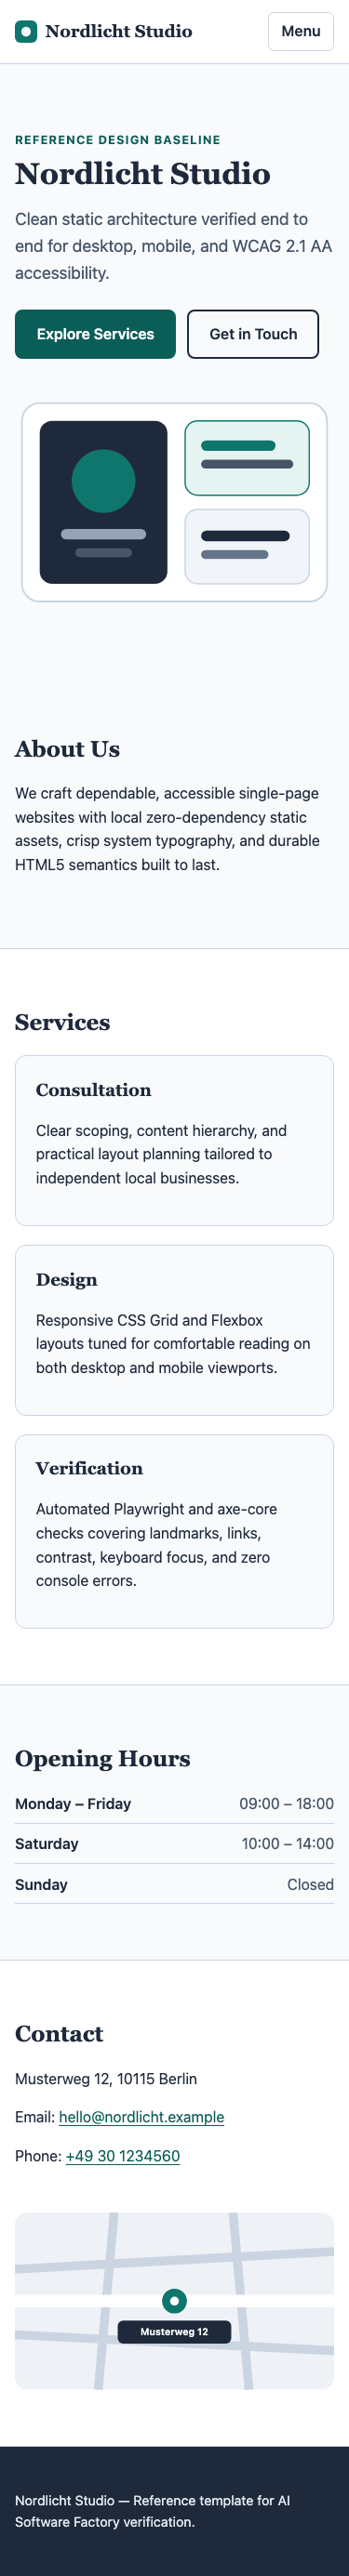 Nordlicht Studio
Menu
REFERENCE DESIGN BASELINE
Nordlicht Studio
Clean static architecture verified end to
end for desktop, mobile, and WCAG 2.1 AA
accessibility.
Explore Services
Get in Touch
About Us
We craft dependable, accessible single-page
websites with local zero-dependency static
assets, crisp system typography, and durable
HTML5 semantics built to last.
Services
Consultation
Clear scoping, content hierarchy, and
practical layout planning tailored to
independent local businesses.
Design
Responsive CSS Grid and Flexbox
layouts tuned for comfortable reading on
both desktop and mobile viewports.
Verification
Automated Playwright and axe-core
checks covering landmarks, links,
contrast, keyboard focus, and zero
console errors.
Opening Hours
Monday – Friday 09:00 – 18:00
Saturday 10:00 – 14:00
Sunday Closed
Contact
Musterweg 12, 10115 Berlin
Email: hello@nordlicht.example
Phone: +49 30 1234560
Musterweg 12
Nordlicht Studio — Reference template for AI
Software Factory verification.